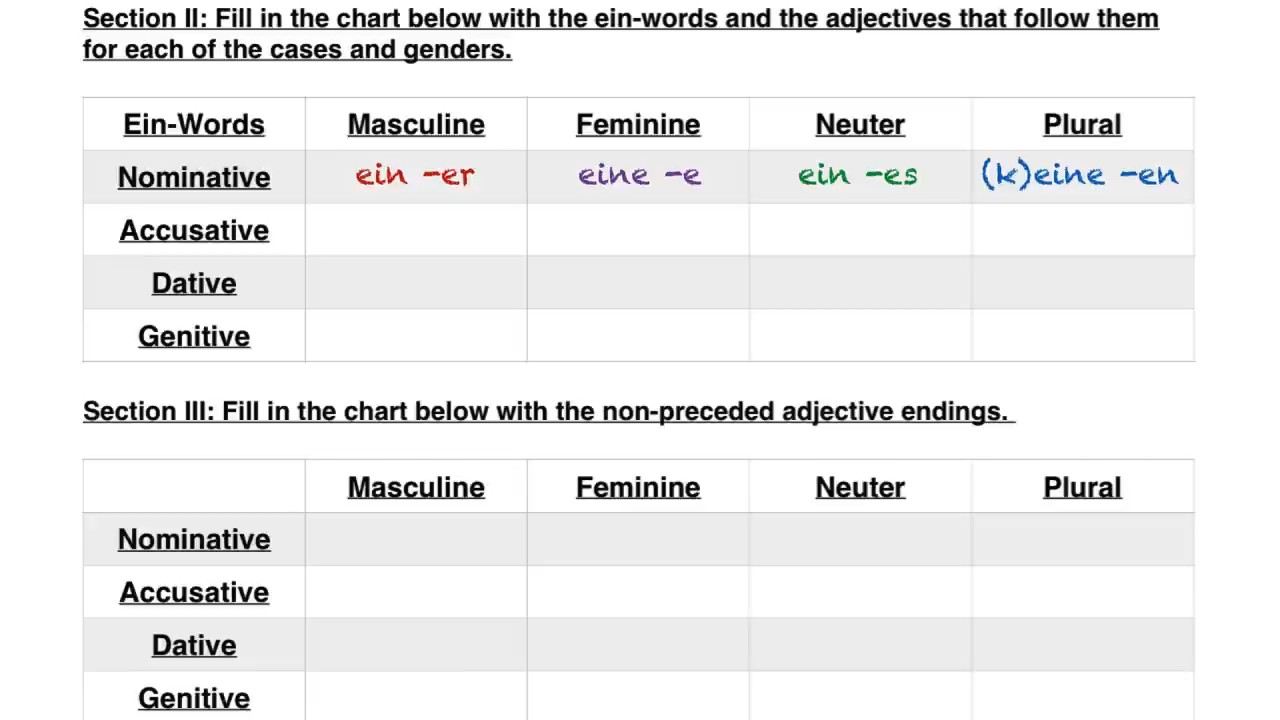 Section II: Fill in the chart below with the ein-words and the adjectives that follow them
for each of the cases and genders.
Ein-Words Masculine Feminine Neuter Plural
Nominative ein -er eine -e ein -es (k)eine -en
Accusative
Dative
Genitive
Section III: Fill in the chart below with the non-preceded adjective endings.
Masculine Feminine Neuter Plural
Nominative
Accusative
Dative
Genitive